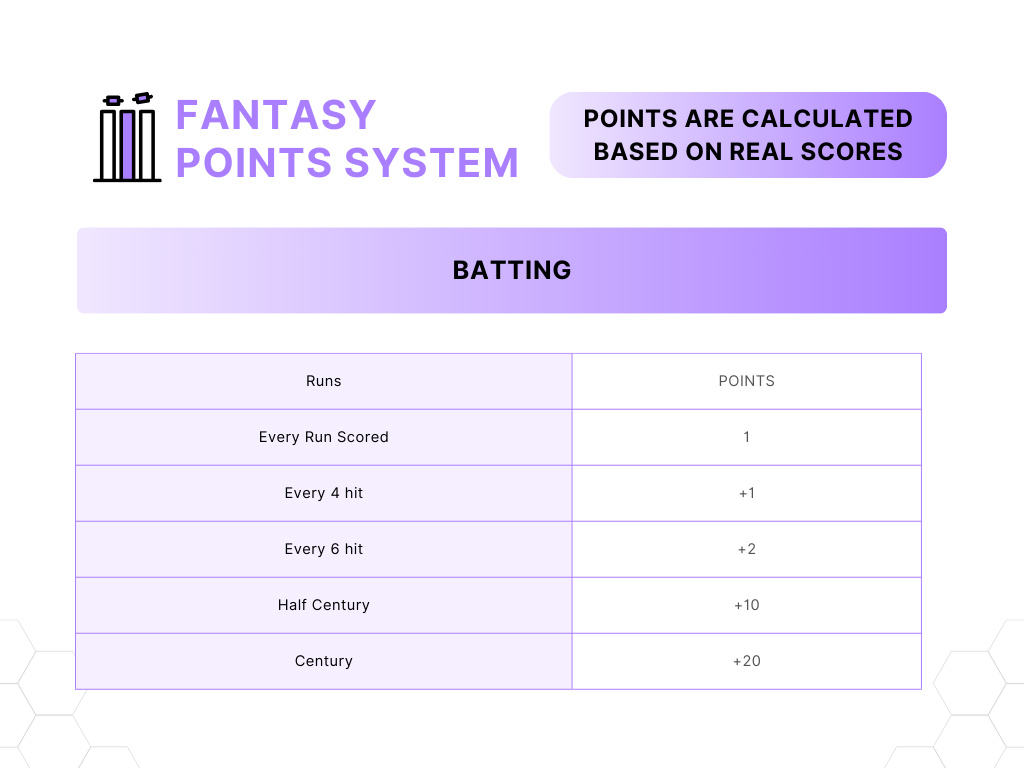 FANTASY
POINTS SYSTEM
POINTS ARE CALCULATED
BASED ON REAL SCORES
BATTING
Runs POINTS
Every Run Scored 1
Every 4 hit +1
Every 6 hit +2
Half Century +10
Century +20